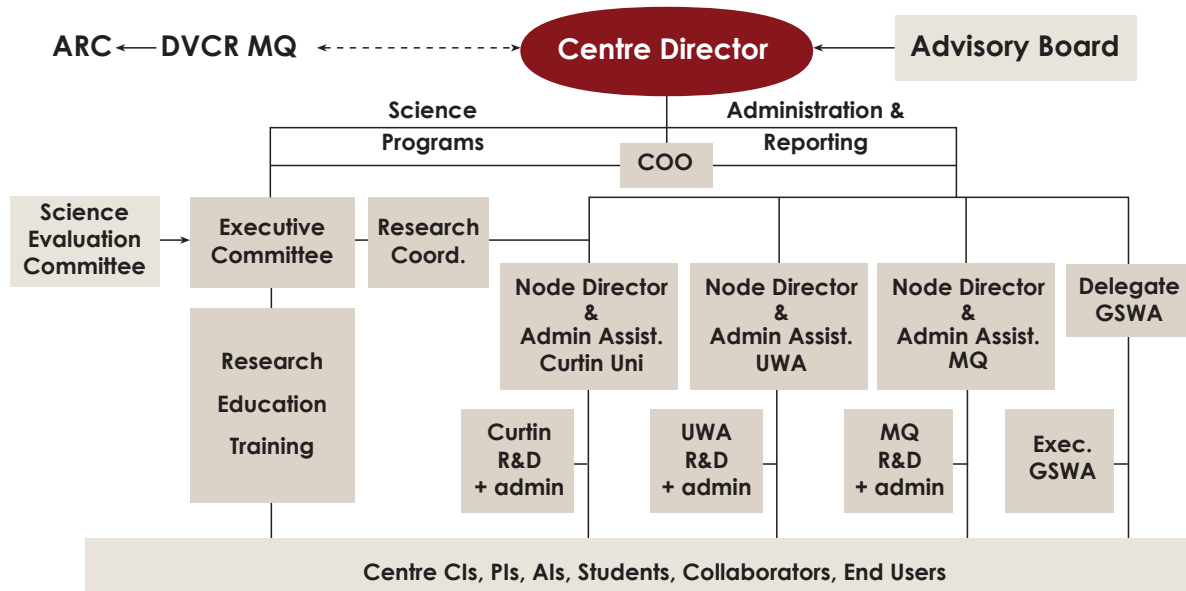 ARC
DVCR MQ
Centre Director
Advisory Board
Science
Programs
Administration &
Reporting
COO
Science
Evaluation
Committee
Executive
Committee
Research
Coord.
Node Director
&
Admin Assist.
Curtin Uni
Node Director
&
Admin Assist.
UWA
Node Director
&
Admin Assist.
MQ
Delegate
GSWA
Research
Education
Training
Curtin
R&D
+ admin
UWA
R&D
+ admin
MQ
R&D
+ admin
Exec.
GSWA
Centre CIs, PIs, AIs, Students, Collaborators, End Users